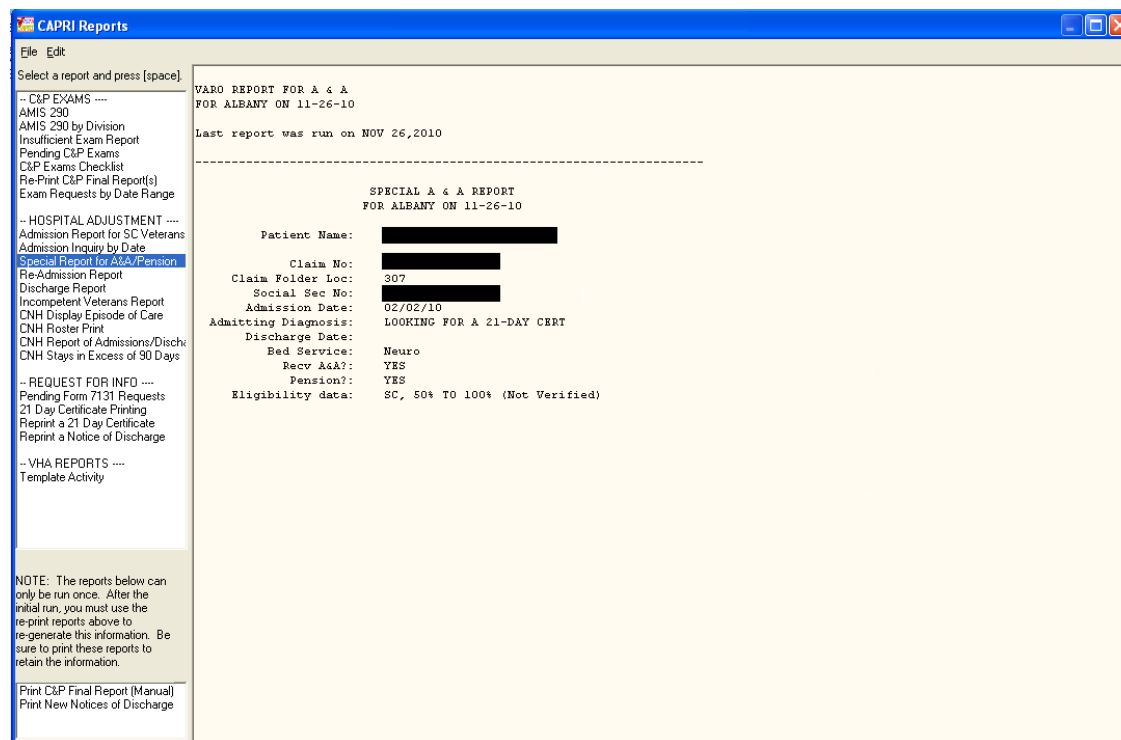 CAPRI Reports
File Edit
Select a report and press [space].
-- C&P EXAMS ----
AMIS 290
AMIS 290 by Division
Insufficient Exam Report
Pending C&P Exams
C&P Exams Checklist
Re-Print C&P Final Report(s)
Exam Requests by Date Range
-- HOSPITAL ADJUSTMENT ----
Admission Report for SC Veterans
Admission Inquiry by Date
Special Report for A&A/Pension
Re-Admission Report
Discharge Report
Incompetent Veterans Report
CNH Display Episode of Care
CNH Roster Print
CNH Report of Admissions/Discha
CNH Stays in Excess of 90 Days
-- REQUEST FOR INFO ----
Pending Form 7131 Requests
21 Day Certificate Printing
Reprint a 21 Day Certificate
Reprint a Notice of Discharge
-- VHA REPORTS ----
Template Activity
NOTE: The reports below can
only be run once. After the
initial run, you must use the
re-print reports above to
re-generate this information. Be
sure to print these reports to
retain the information.
Print C&P Final Report (Manual)
Print New Notices of Discharge
VARO REPORT FOR A & A
FOR ALBANY ON 11-26-10
Last report was run on NOV 26,2010
SPECIAL A & A REPORT
FOR ALBANY ON 11-26-10
Patient Name:
Claim No:
Claim Folder Loc: 307
Social Sec No:
Admission Date: 02/02/10
Admitting Diagnosis: LOOKING FOR A 21-DAY CERT
Discharge Date:
Bed Service: Neuro
Recv A&A?: YES
Pension?: YES
Eligibility data: SC, 50% TO 100% (Not Verified)